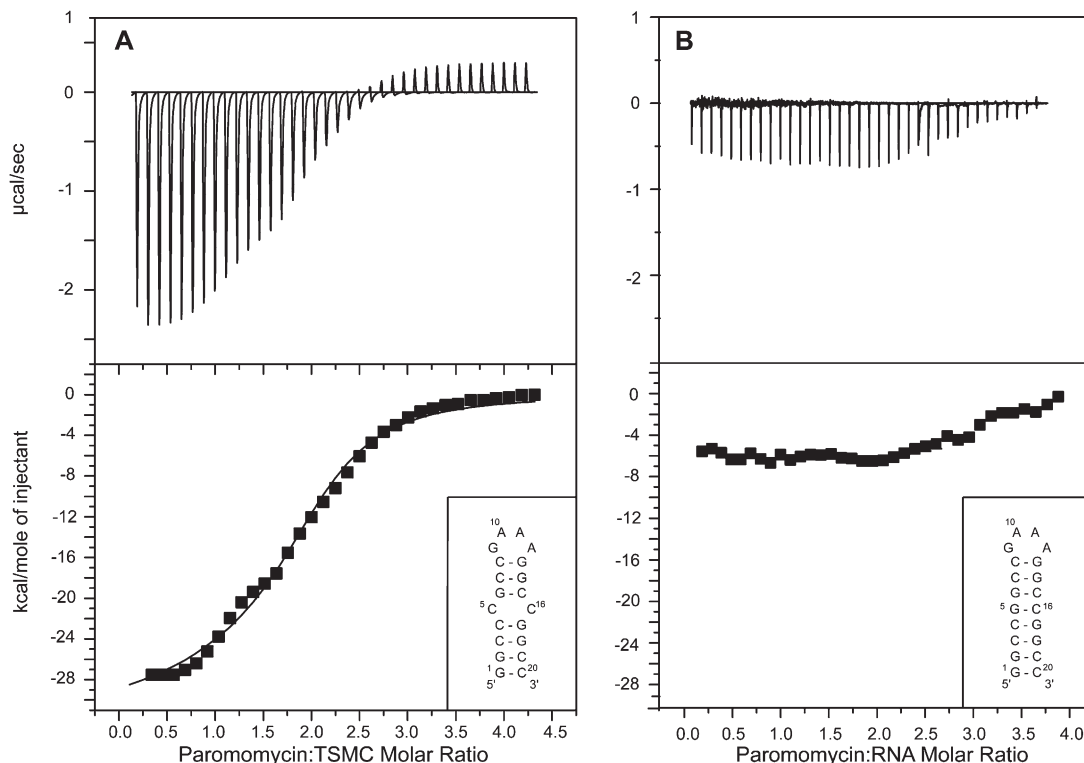 A
B
1
0
-1
-2
µcal/sec
1
0
-1
-2
0.0 0.5 1.0 1.5 2.0 2.5 3.0 3.5 4.0 4.5
0
-4
-8
-12
-16
-20
-24
-28
kcal/mole of injectant
Paromomycin:TSMC Molar Ratio
10
A A
G A
C - G
C - G
G - C
5 C C 16
C - G
C - G
G - C
1 G - C 20
5' 3'
0
-4
-8
-12
-16
-20
-24
-28
0.0 0.5 1.0 1.5 2.0 2.5 3.0 3.5 4.0
Paromomycin:RNA Molar Ratio
10
A A
G A
C - G
C - G
G - C
5 G - C 16
C - G
C - G
G - C
1 G - C 20
5' 3'